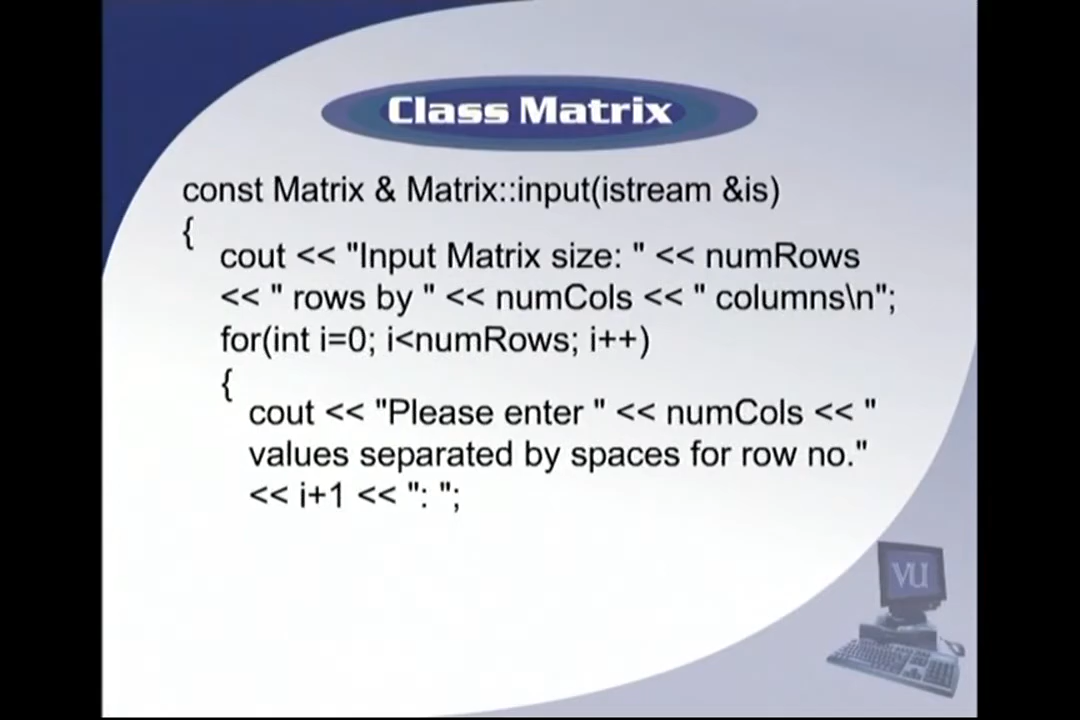 Class Matrix
const Matrix & Matrix::input(istream &is)
{
cout << "Input Matrix size: " << numRows
<< " rows by " << numCols << " columns\n";
for(int i=0; i<numRows; i++)
{
cout << "Please enter " << numCols << "
values separated by spaces for row no."
<< i+1 << ": ";
VU